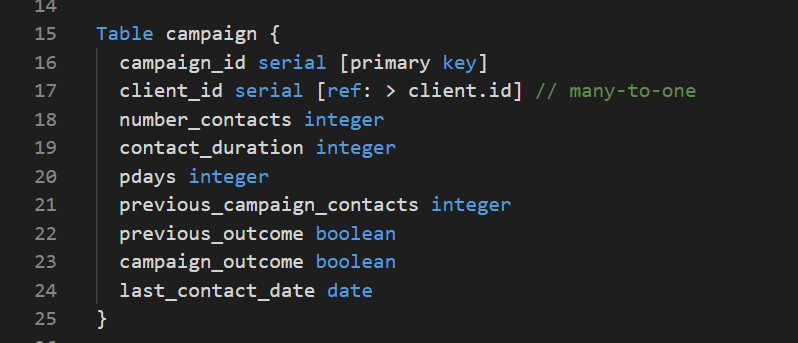 14
15 Table campaign {
16 campaign_id serial [primary key]
17 client_id serial [ref: > client.id] // many-to-one
18 number_contacts integer
19 contact_duration integer
20 pdays integer
21 previous_campaign_contacts integer
22 previous_outcome boolean
23 campaign_outcome boolean
24 last_contact_date date
25 }